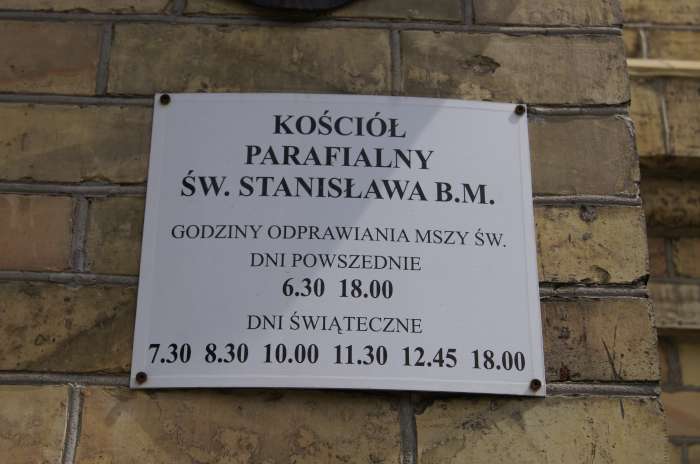 KOŚCIÓŁ
PARAFIALNY
ŚW. STANISŁAWA B.M.
GODZINY ODPRAWIANIA MSZY ŚW.
DNI POWSZEDNIE
6.30 18.00
DNI ŚWIĄTECZNE
7.30 8.30 10.00 11.30 12.45 18.00